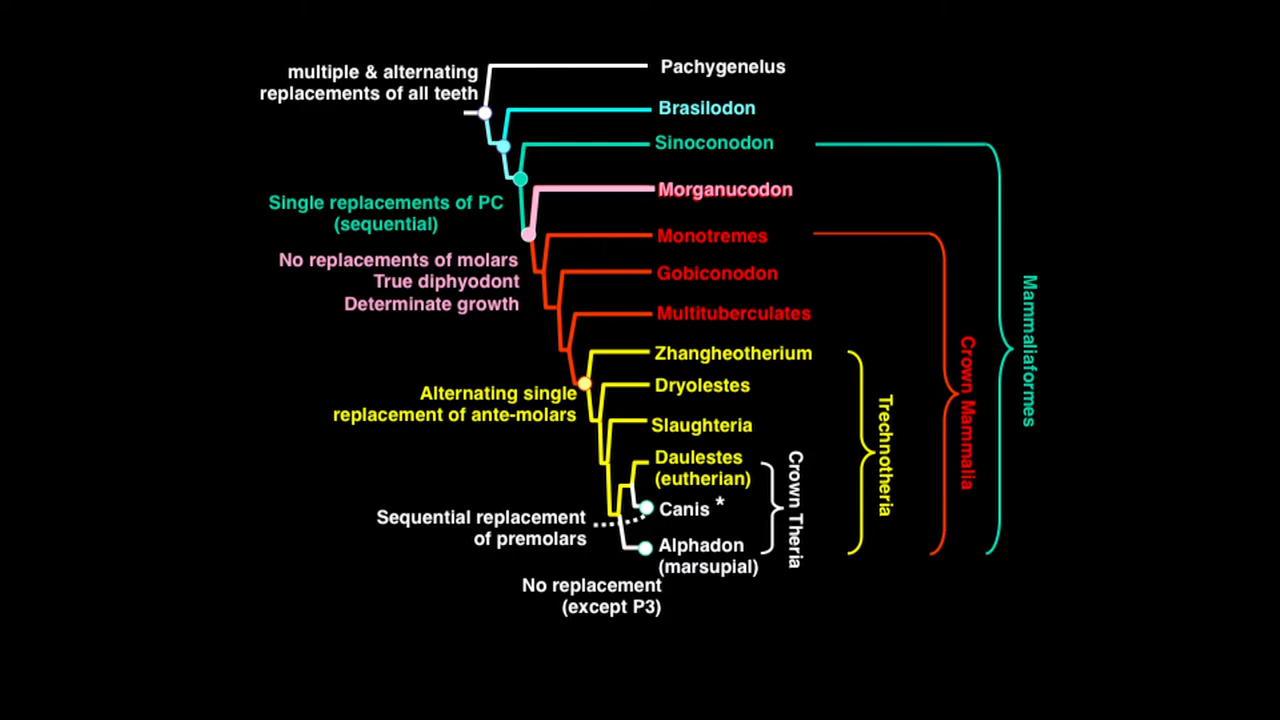 multiple & alternating
replacements of all teeth
Pachygenelus
Brasilodon
Sinoconodon
Single replacements of PC
(sequential)
Morganucodon
No replacements of molars
True diphyodont
Determinate growth
Monotremes
Gobiconodon
Multituberculates
Zhangheotherium
Alternating single
replacement of ante-molars
Dryolestes
Slaughteria
Daulestes
(eutherian)
Canis *
Sequential replacement
of premolars
Alphadon
(marsupial)
No replacement
(except P3)
Crown Theria
Trechnotheria
Crown Mammalia
Mammaliaformes